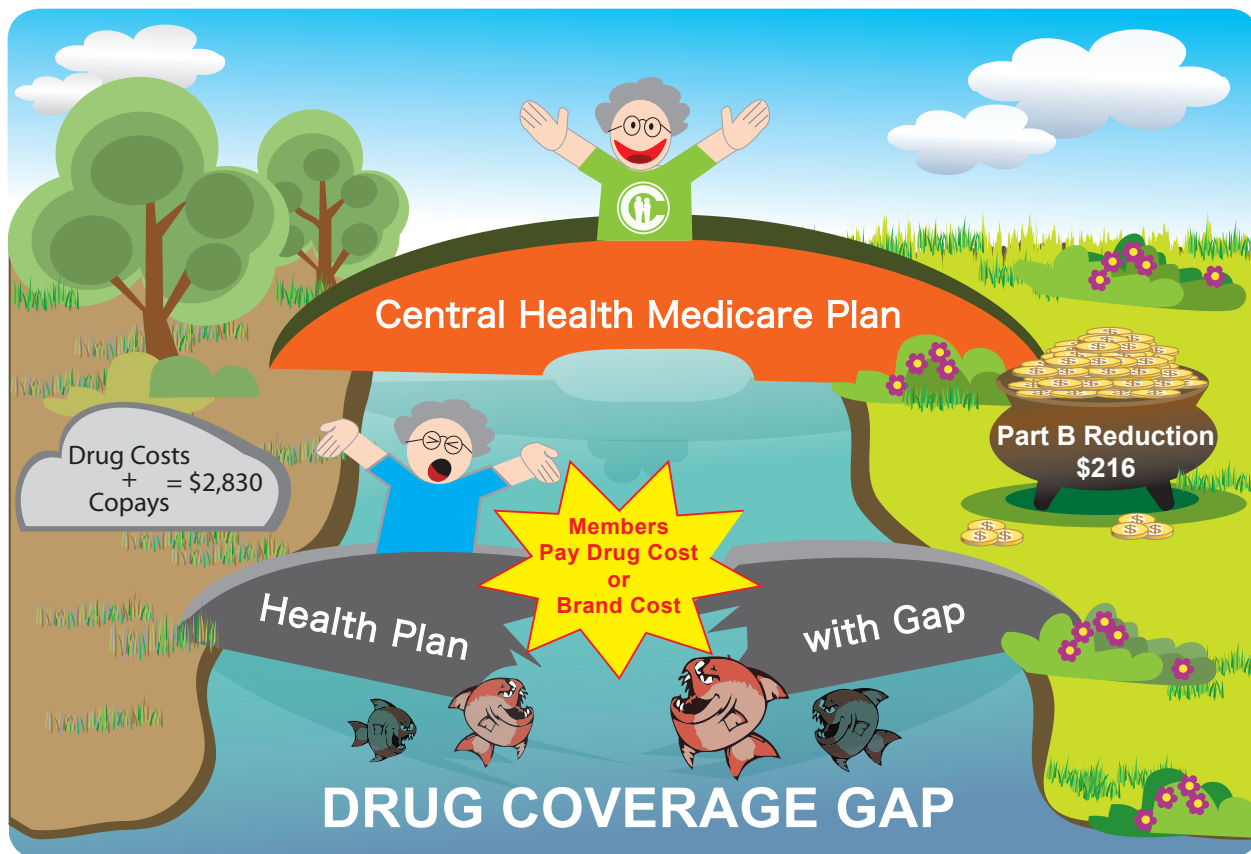 Central Health Medicare Plan
Drug Costs
+
Copays
= $2,830
Part B Reduction
$216
Members
Pay Drug Cost
or
Brand Cost
Health Plan
with Gap
DRUG COVERAGE GAP